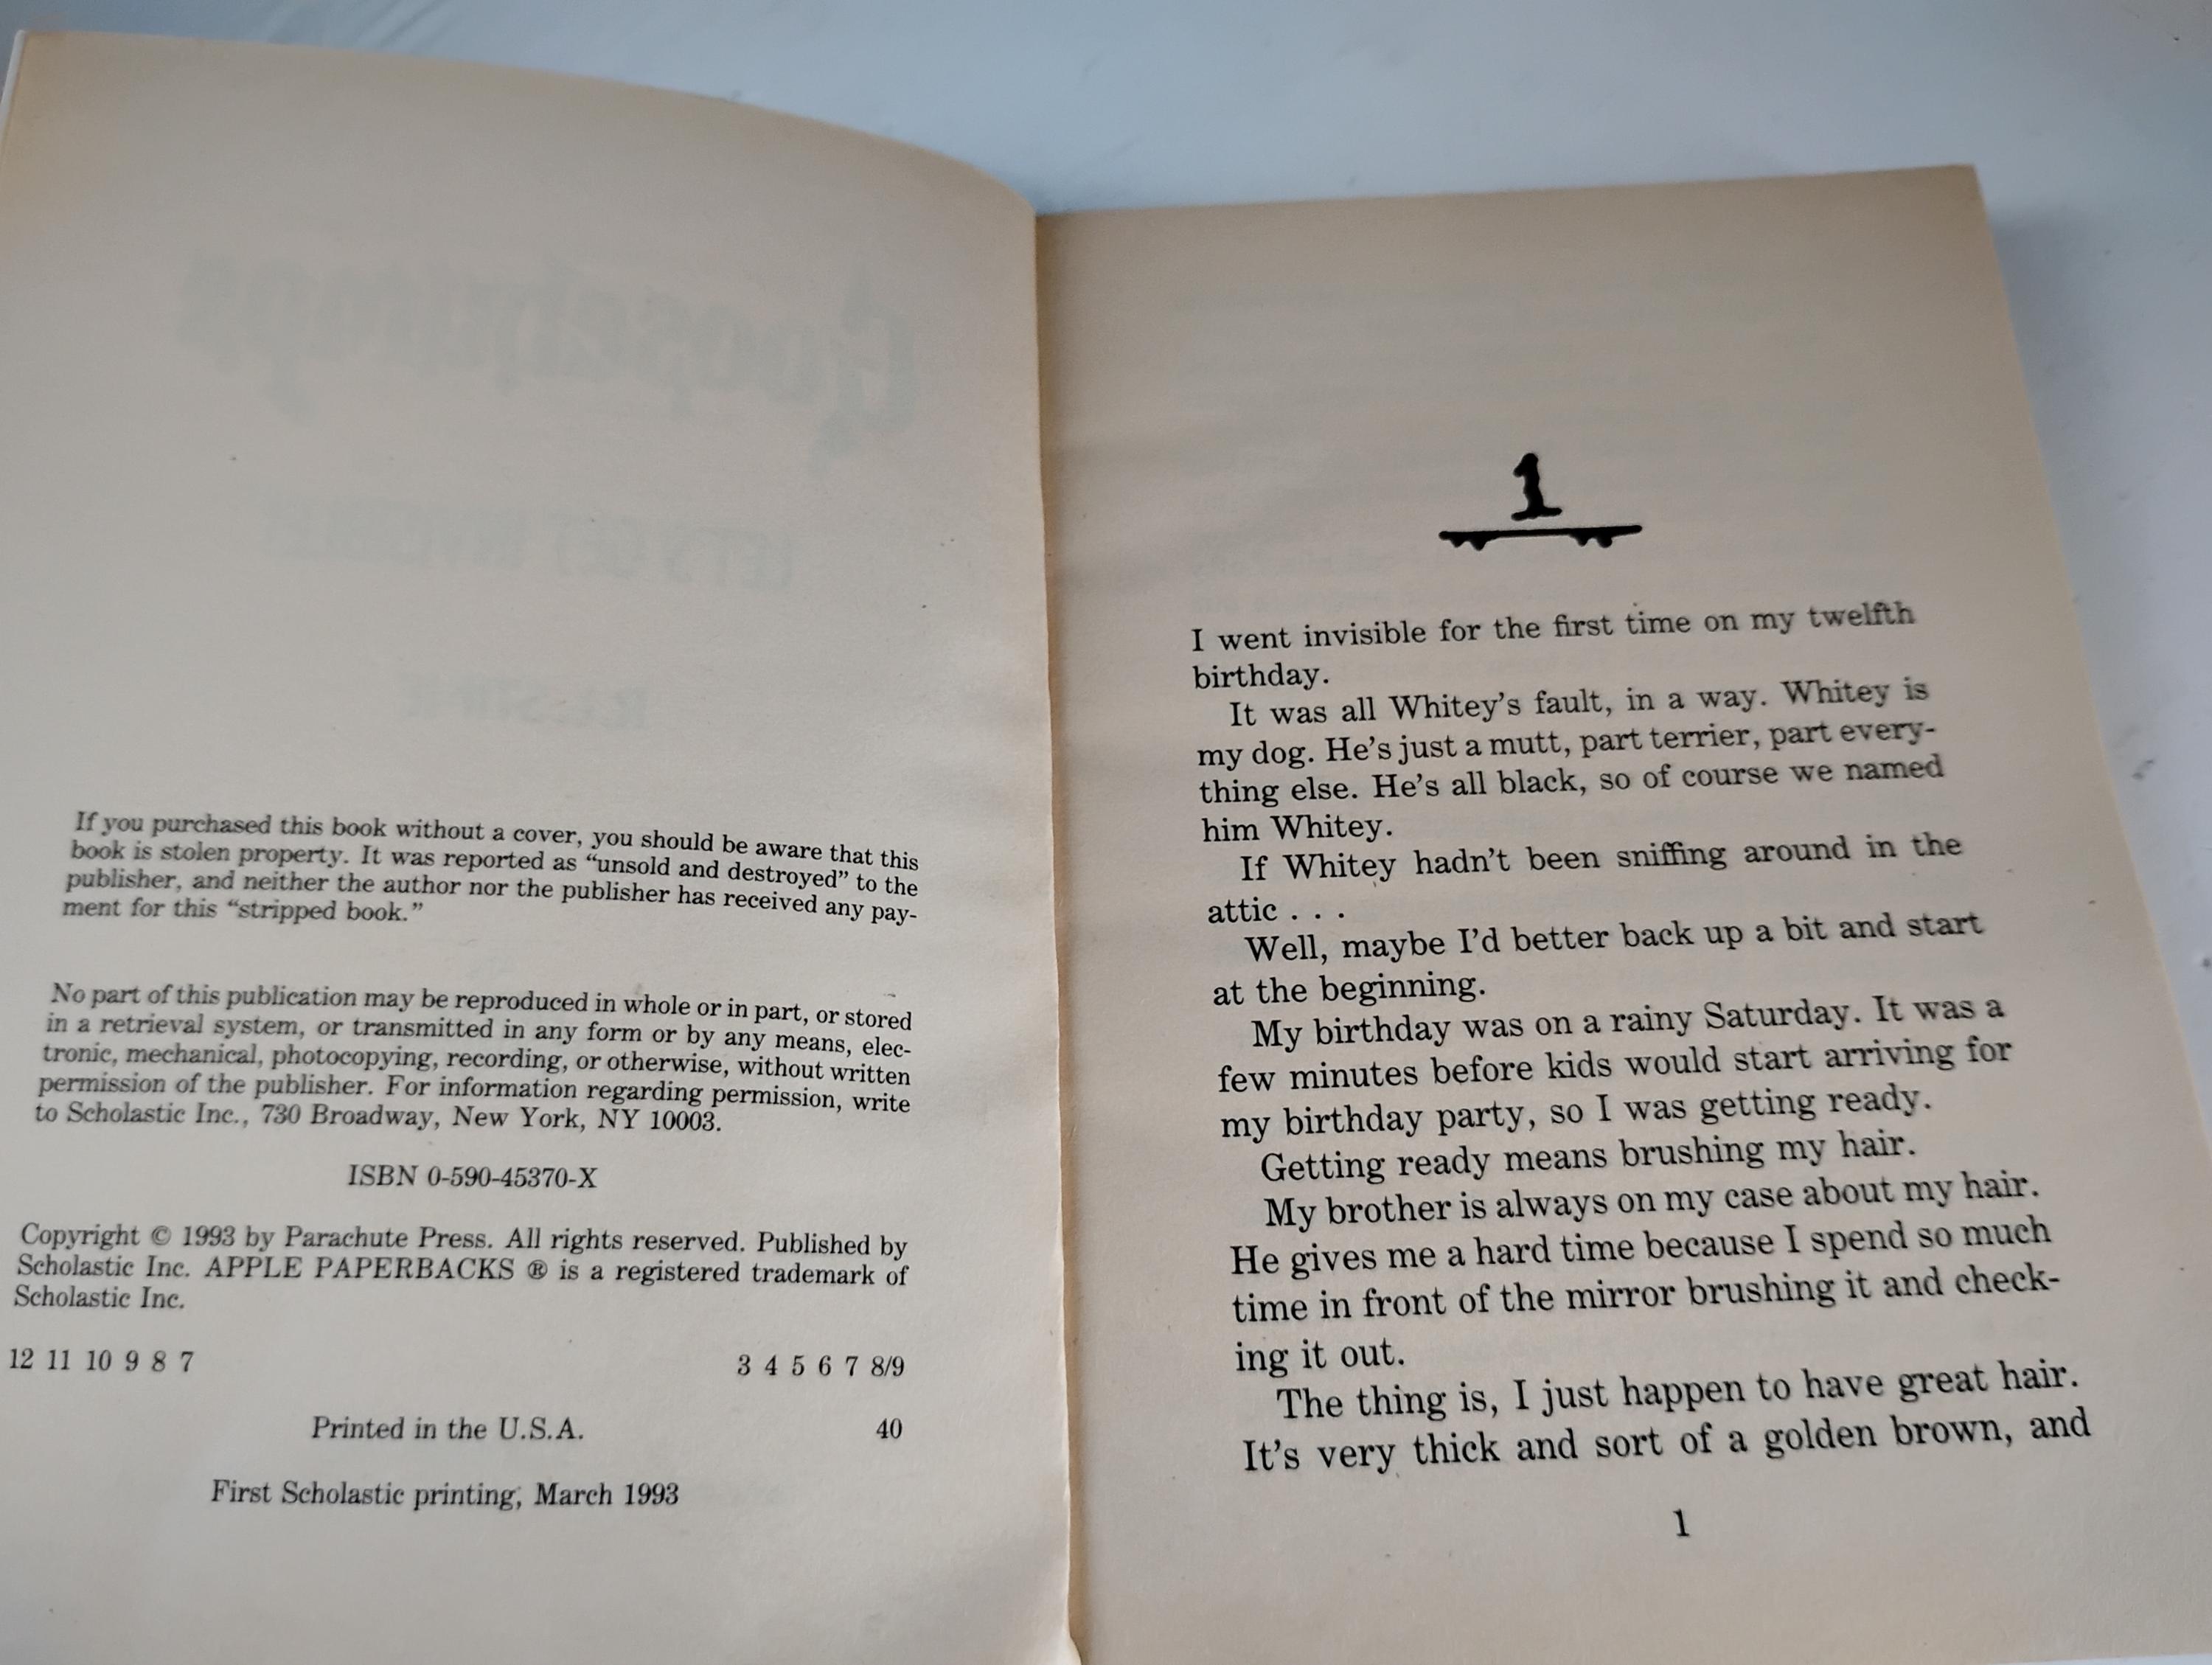 If you purchased this book without a cover, you should be aware that this
book is stolen property. It was reported as “unsold and destroyed” to the
publisher, and neither the author nor the publisher has received any pay-
ment for this “stripped book.”
No part of this publication may be reproduced in whole or in part, or stored
in a retrieval system, or transmitted in any form or by any means, elec-
tronic, mechanical, photocopying, recording, or otherwise, without written
permission of the publisher. For information regarding permission, write
to Scholastic Inc., 730 Broadway, New York, NY 10003.
ISBN 0-590-45370-X
Copyright © 1993 by Parachute Press. All rights reserved. Published by
Scholastic Inc. APPLE PAPERBACKS ® is a registered trademark of
Scholastic Inc.
12 11 10 9 8 7 3 4 5 6 7 8/9
Printed in the U.S.A. 40
First Scholastic printing, March 1993
1
I went invisible for the first time on my twelfth
birthday.
It was all Whitey’s fault, in a way. Whitey is
my dog. He’s just a mutt, part terrier, part every-
thing else. He’s all black, so of course we named
him Whitey.
If Whitey hadn’t been sniffing around in the
attic . . .
Well, maybe I’d better back up a bit and start
at the beginning.
My birthday was on a rainy Saturday. It was a
few minutes before kids would start arriving for
my birthday party, so I was getting ready.
Getting ready means brushing my hair.
My brother is always on my case about my hair.
He gives me a hard time because I spend so much
time in front of the mirror brushing it and check-
ing it out.
The thing is, I just happen to have great hair.
It’s very thick and sort of a golden brown, and
1